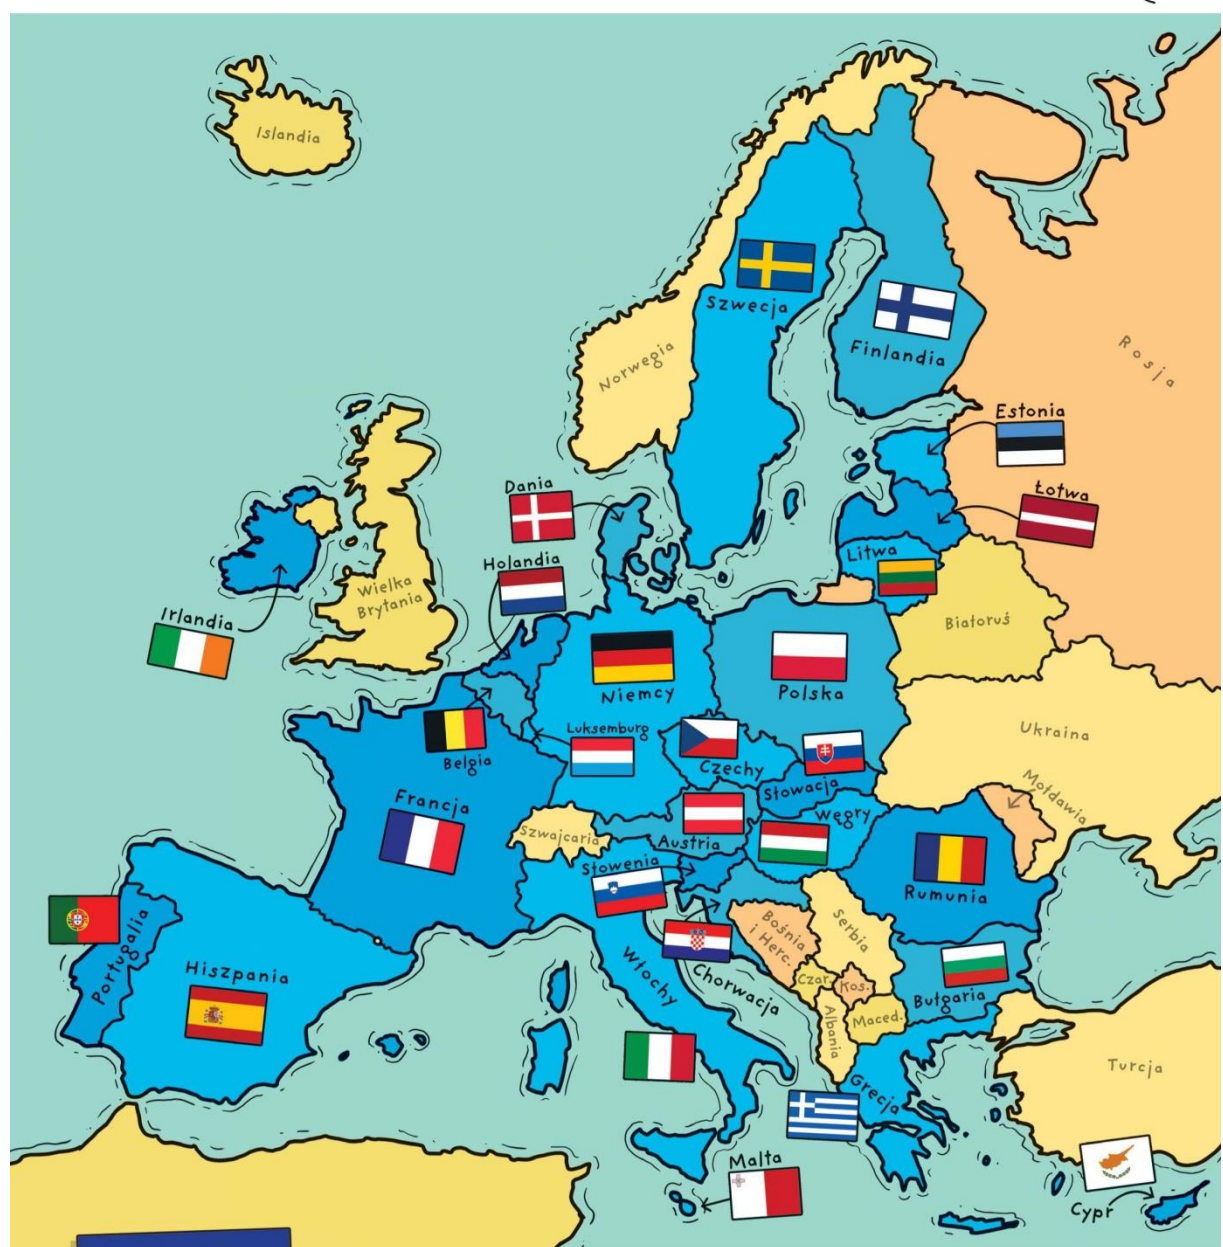 Islandia
Szwecja
Finlandia
Norwegia
Rosja
Estonia
Dania
Łotwa
Holandia
Litwa
Wielka
Brytania
Irlandia
Białoruś
Niemcy
Polska
Luksemburg
Belgia
Czechy
Ukraina
Słowacja
Mołdawia
Francja
Węgry
Szwajcaria
Austria
Słowenia
Rumunia
Portugalia
Bośnia
i Herc.
Serbia
Hiszpania
Włochy
Chorwacja
Czar.
Kos.
Bułgaria
Albania
Maced.
Turcja
Grecja
Malta
Cypr